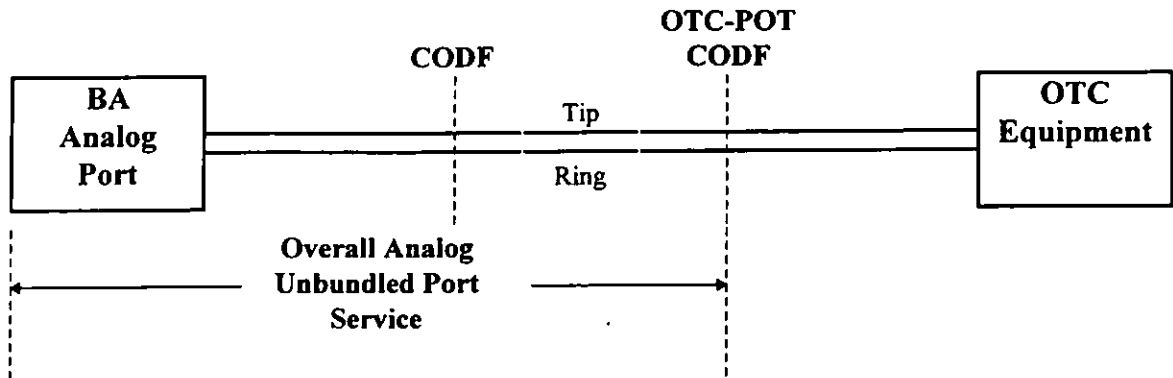 OTC-POT
CODF
CODF
BA
Analog
Port
Tip
Ring
OTC
Equipment
Overall Analog
Unbundled Port
Service